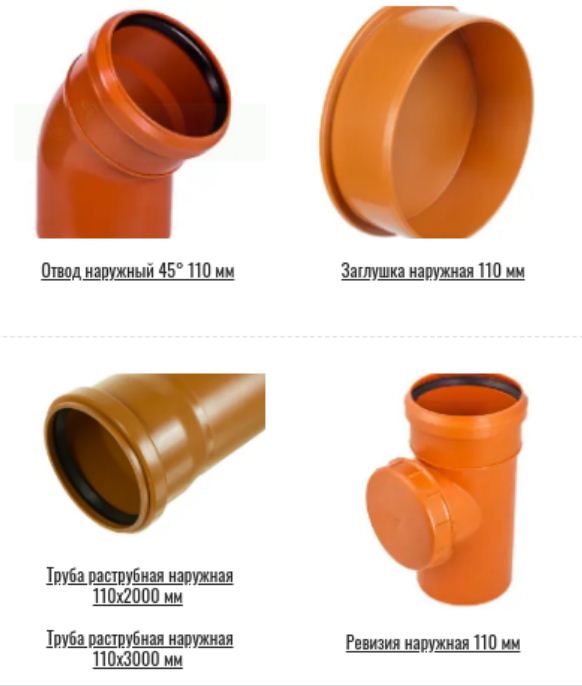 Отвод наружный 45° 110 мм
Заглушка наружная 110 мм
Труба раструбная наружная
110х2000 мм
Труба раструбная наружная
110х3000 мм
Ревизия наружная 110 мм